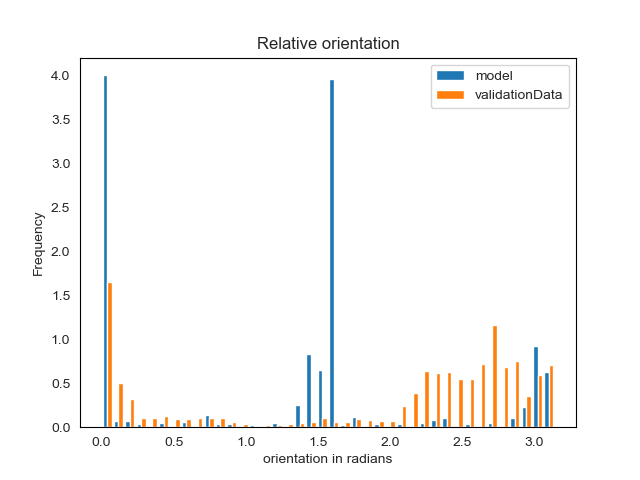 Relative orientation
model
validationData
Frequency
4.0
3.5
3.0
2.5
2.0
1.5
1.0
0.5
0.0
0.0 0.5 1.0 1.5 2.0 2.5 3.0
orientation in radians